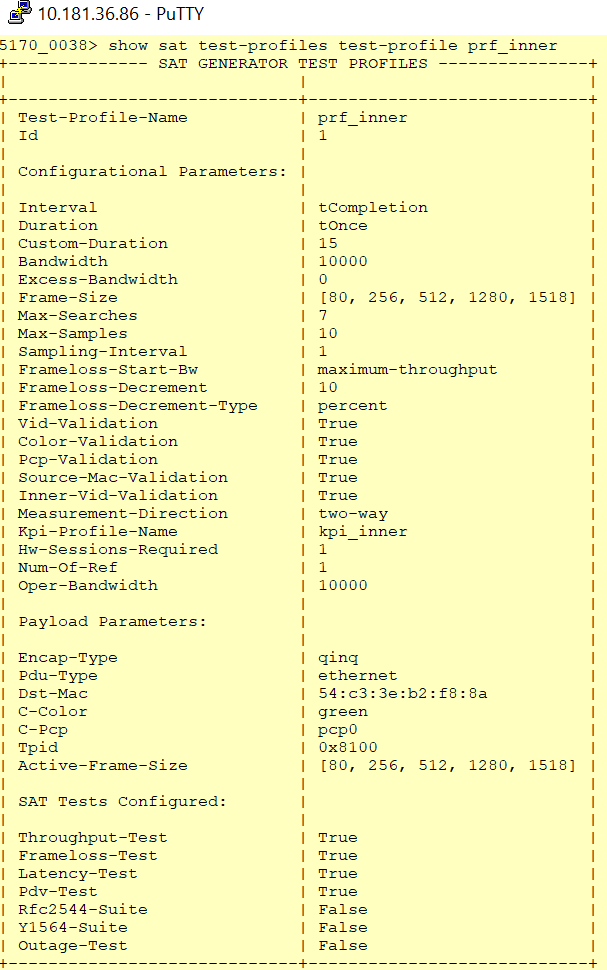 10.181.36.86 - PuTTY
5170_0038> show sat test-profiles test-profile prf_inner
+-------------- SAT GENERATOR TEST PROFILES ---------------+
| | |
+-----------------------------+----------------------------+
| Test-Profile-Name | prf_inner |
| Id | 1 |
| | |
| Configurational Parameters: | |
| | |
| Interval | tCompletion |
| Duration | tOnce |
| Custom-Duration | 15 |
| Bandwidth | 10000 |
| Excess-Bandwidth | 0 |
| Frame-Size | [80, 256, 512, 1280, 1518] |
| Max-Searches | 7 |
| Max-Samples | 10 |
| Sampling-Interval | 1 |
| Frameloss-Start-Bw | maximum-throughput |
| Frameloss-Decrement | 10 |
| Frameloss-Decrement-Type | percent |
| Vid-Validation | True |
| Color-Validation | True |
| Pcp-Validation | True |
| Source-Mac-Validation | True |
| Inner-Vid-Validation | True |
| Measurement-Direction | two-way |
| Kpi-Profile-Name | kpi_inner |
| Hw-Sessions-Required | 1 |
| Num-Of-Ref | 1 |
| Oper-Bandwidth | 10000 |
| | |
| Payload Parameters: | |
| | |
| Encap-Type | qinq |
| Pdu-Type | ethernet |
| Dst-Mac | 54:c3:3e:b2:f8:8a |
| C-Color | green |
| C-Pcp | pcp0 |
| Tpid | 0x8100 |
| Active-Frame-Size | [80, 256, 512, 1280, 1518] |
| | |
| SAT Tests Configured: | |
| | |
| Throughput-Test | True |
| Frameloss-Test | True |
| Latency-Test | True |
| Pdv-Test | True |
| Rfc2544-Suite | False |
| Y1564-Suite | False |
| Outage-Test | False |
+-----------------------------+----------------------------+